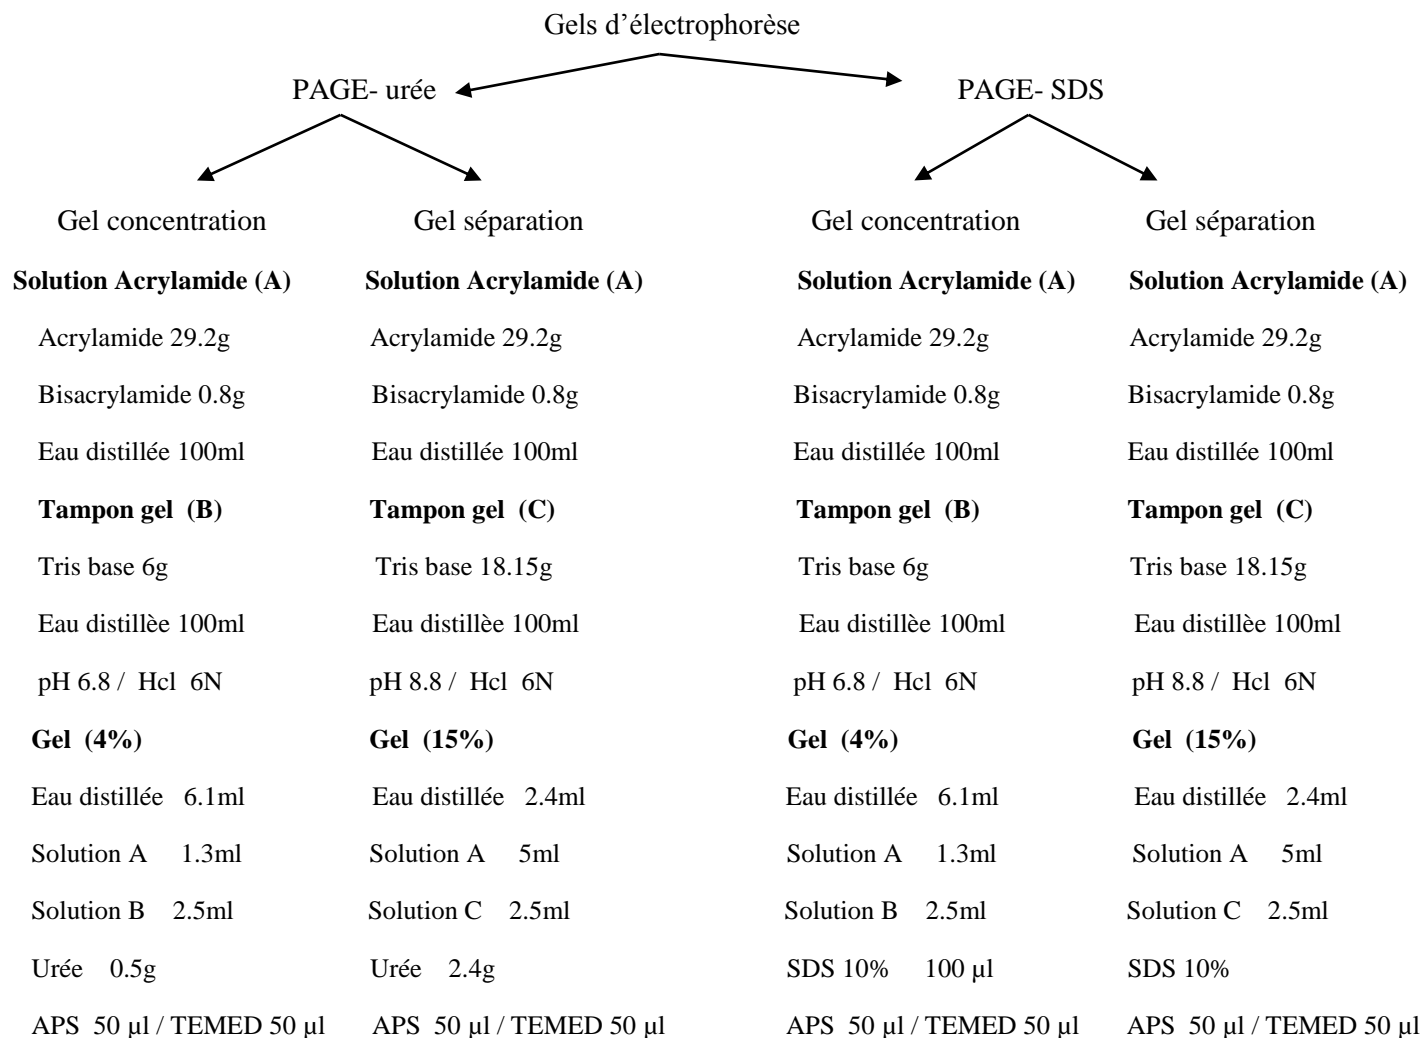 Gels d’électrophorèse
PAGE- urée PAGE- SDS
Gel concentration Gel séparation Gel concentration Gel séparation
Solution Acrylamide (A) Solution Acrylamide (A) Solution Acrylamide (A) Solution Acrylamide (A)
Acrylamide 29.2g Acrylamide 29.2g Acrylamide 29.2g Acrylamide 29.2g
Bisacrylamide 0.8g Bisacrylamide 0.8g Bisacrylamide 0.8g Bisacrylamide 0.8g
Eau distillée 100ml Eau distillée 100ml Eau distillée 100ml Eau distillée 100ml
Tampon gel (B) Tampon gel (C) Tampon gel (B) Tampon gel (C)
Tris base 6g Tris base 18.15g Tris base 6g Tris base 18.15g
Eau distillèe 100ml Eau distillèe 100ml Eau distillèe 100ml Eau distillèe 100ml
pH 6.8 / Hcl 6N pH 8.8 / Hcl 6N pH 6.8 / Hcl 6N pH 8.8 / Hcl 6N
Gel (4%) Gel (15%) Gel (4%) Gel (15%)
Eau distillée 6.1ml Eau distillée 2.4ml Eau distillée 6.1ml Eau distillée 2.4ml
Solution A 1.3ml Solution A 5ml Solution A 1.3ml Solution A 5ml
Solution B 2.5ml Solution C 2.5ml Solution B 2.5ml Solution C 2.5ml
Urée 0.5g Urée 2.4g SDS 10% 100 µl SDS 10%
APS 50 µl / TEMED 50 µl APS 50 µl / TEMED 50 µl APS 50 µl / TEMED 50 µl APS 50 µl / TEMED 50 µl